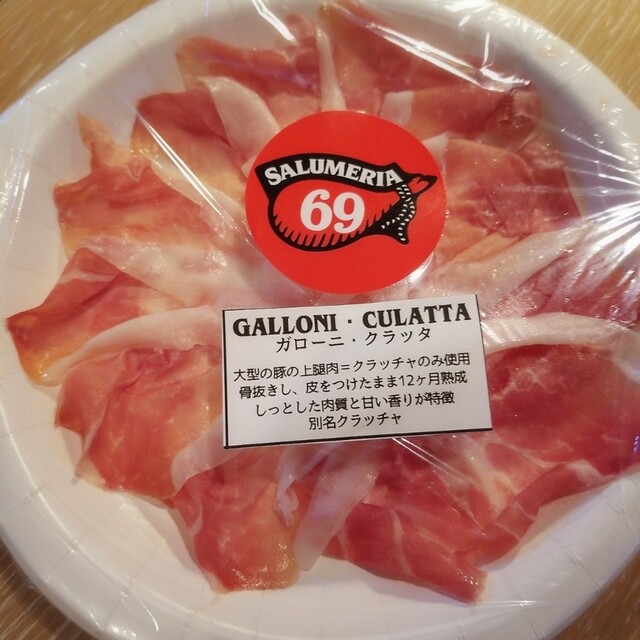 SALUMERIA
69
GALLONI・CULATTA
ガローニ・クラッタ
大型の豚の上腿肉＝クラッチャのみ使用
骨抜きし、皮をつけたまま12ヶ月熟成
しっとした肉質と甘い香りが特徴
別名クラッチャ